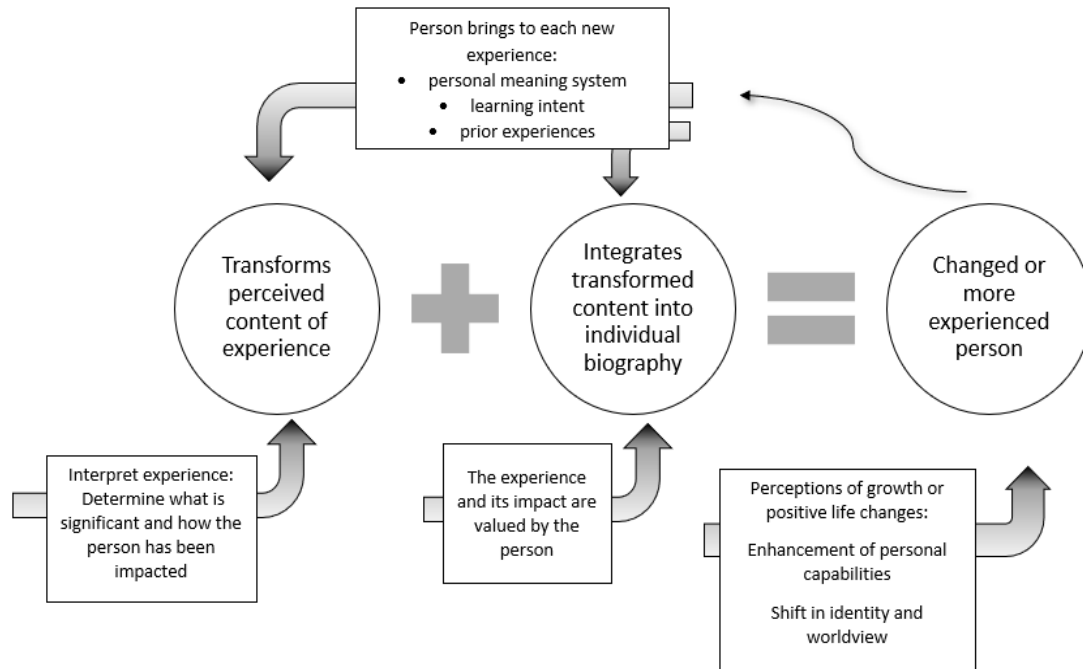 Person brings to each new
experience:
• personal meaning system
• learning intent
• prior experiences
Transforms
perceived
content of
experience
Integrates
transformed
content into
individual
biography
Changed or
more
experienced
person
Interpret experience:
Determine what is
significant and how the
person has been
impacted
The experience
and its impact are
valued by the
person
Perceptions of growth or
positive life changes:
Enhancement of personal
capabilities
Shift in identity and
worldview